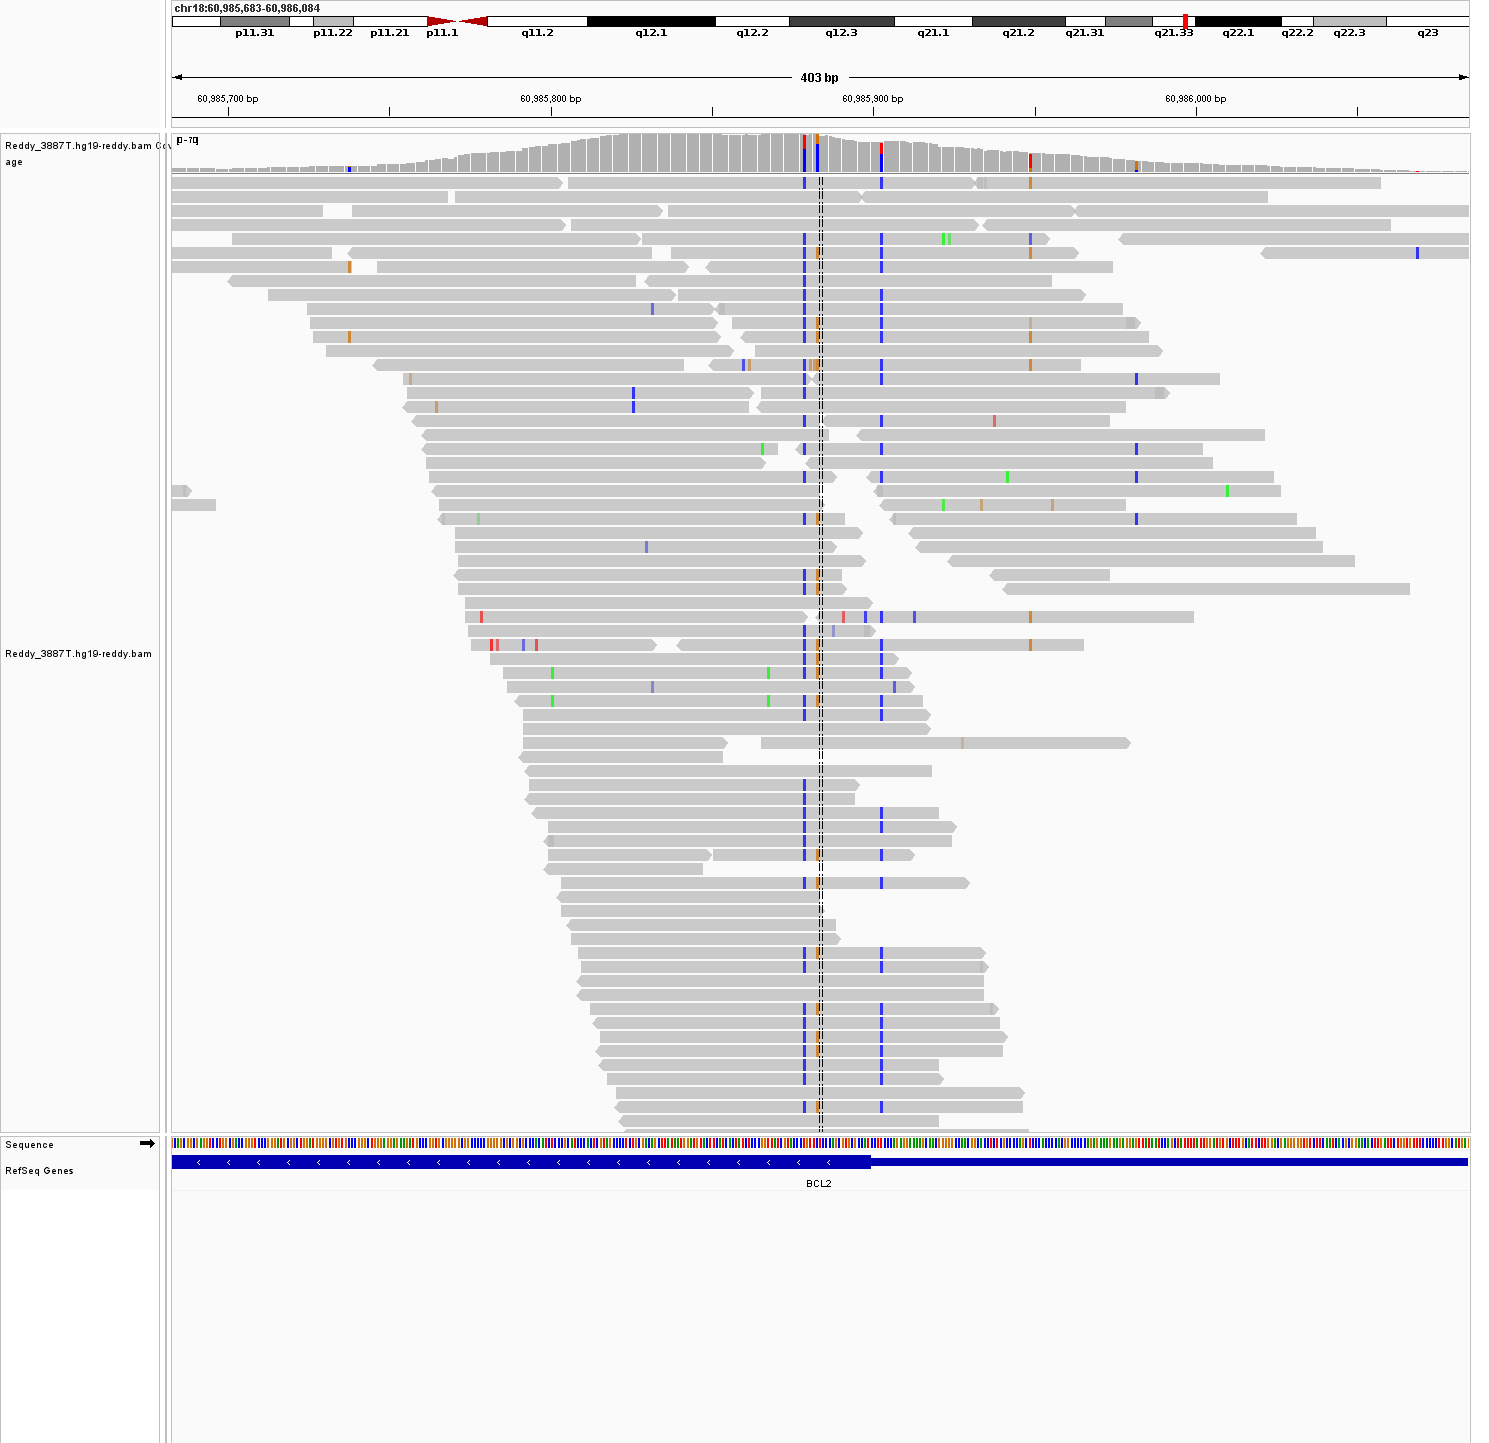 chr18:60,985,683-60,986,084
p11.31 p11.22 p11.21 p11.1 q11.2 q12.1 q12.2 q12.3 q21.1 q21.2 q21.31 q21.33 q22.1 q22.2 q22.3 q23
403 bp
60,985,700 bp 60,985,800 bp 60,985,900 bp 60,986,000 bp
Reddy_3887T.hg19-reddy.bam Cov
age
Reddy_3887T.hg19-reddy.bam
Sequence
RefSeq Genes
BCL2